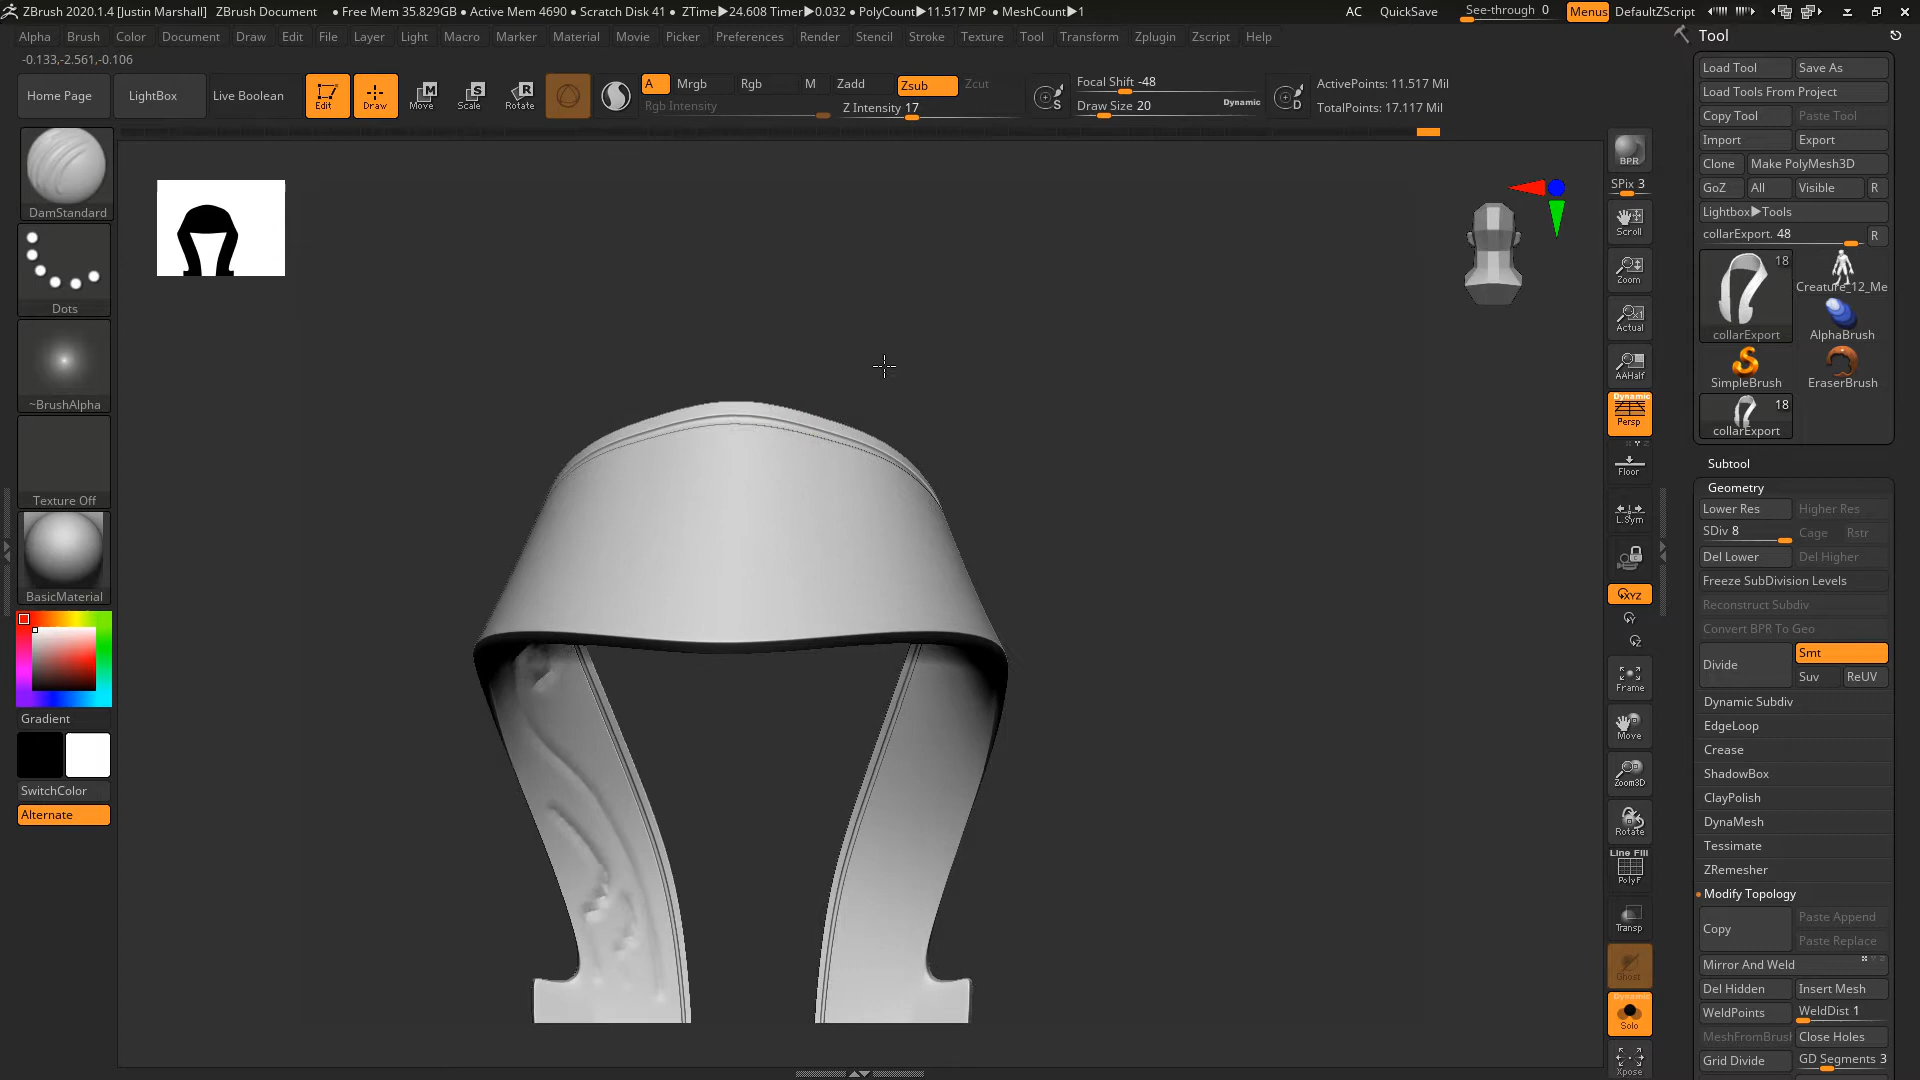 ZBrush 2020.1.4 [Justin Marshall] ZBrush Document ● Free Mem 35.829GB ● Active Mem 4690 ● Scratch Disk 41 ● ZTime▶24.608 Timer▶0.032 ● PolyCount▶11.517 MP ● MeshCount▶1 AC QuickSave See-through 0 Menus DefaultZScript
Alpha Brush Color Document Draw Edit File Layer Light Macro Marker Material Movie Picker Preferences Render Stencil Stroke Texture Tool Transform Zplugin Zscript Help
-0.133,-2.561,-0.106
Home Page LightBox Live Boolean Edit Draw Move Scale Rotate
A Mrgb Rgb M Zadd Zsub Zcut
Rgb Intensity Z Intensity 17
S Focal Shift -48
Draw Size 20 Dynamic D
ActivePoints: 11.517 Mil
TotalPoints: 17.117 Mil
DamStandard
Dots
~BrushAlpha
Texture Off
BasicMaterial
Gradient
SwitchColor
Alternate
BPR
SPix 3
Scroll
Zoom
Actual
AAHalf
Dynamic
Persp
Floor
L.Sym
XYZ
Y
Z
Frame
Move
Zoom3D
Rotate
Line Fill
PolyF
Transp
Ghost
Dynamic
Solo
Xpose
Tool
Load Tool Save As
Load Tools From Project
Copy Tool Paste Tool
Import Export
Clone Make PolyMesh3D
GoZ All Visible R
Lightbox▶Tools
collarExport. 48 R
18
collarExport
Creature_12_Me
AlphaBrush
SimpleBrush EraserBrush
18
collarExport
Subtool
Geometry
Lower Res Higher Res
SDiv 8 Cage Rstr
Del Lower Del Higher
Freeze SubDivision Levels
Reconstruct Subdiv
Convert BPR To Geo
Divide Smt
Suv ReUV
Dynamic Subdiv
EdgeLoop
Crease
ShadowBox
ClayPolish
DynaMesh
Tessimate
ZRemesher
Modify Topology
Copy Paste Append
Paste Replace
Mirror And Weld
Del Hidden Insert Mesh
WeldPoints WeldDist 1
MeshFromBrus Close Holes
Grid Divide GD Segments 3